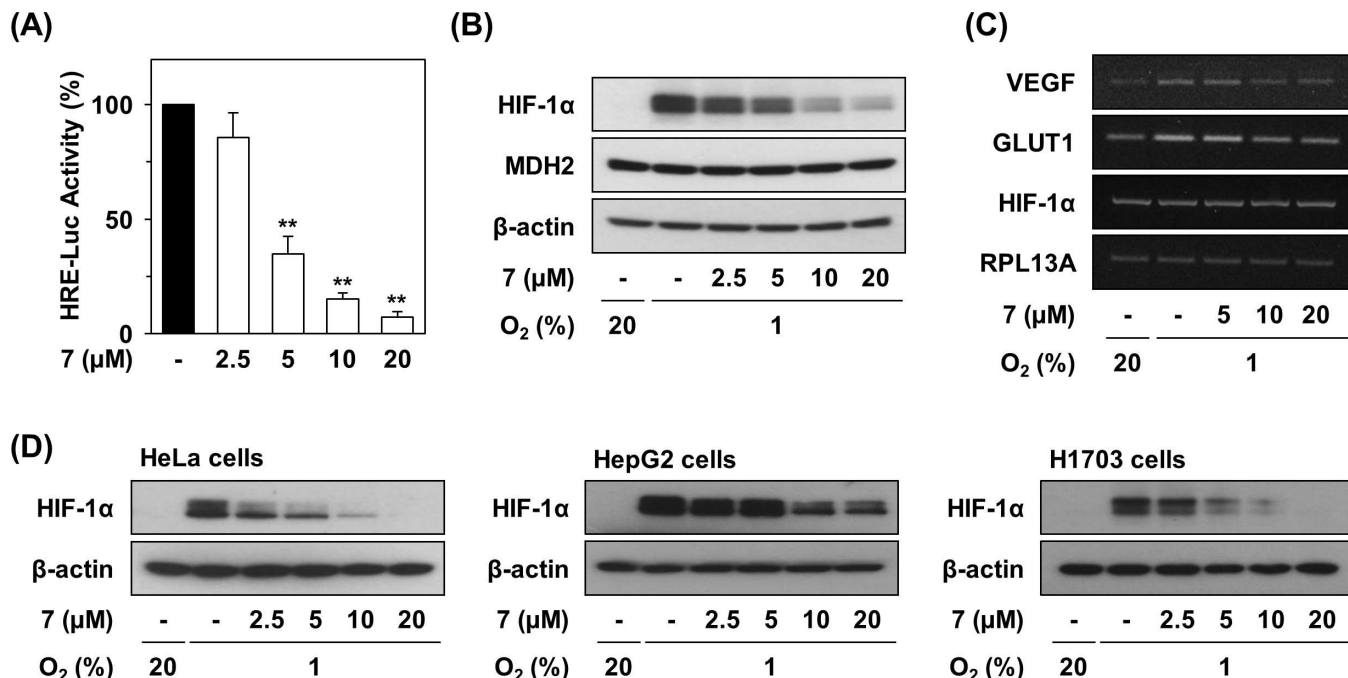 (A)
HRE-Luc Activity (%)
100
50
0
**
**
**
7 (µM) - 2.5 5 10 20
(B)
HIF-1α
MDH2
β-actin
7 (µM) - - 2.5 5 10 20
O₂ (%) 20 1
(C)
VEGF
GLUT1
HIF-1α
RPL13A
7 (µM) - - 5 10 20
O₂ (%) 20 1
(D)
HeLa cells
HIF-1α
β-actin
7 (µM) - - 2.5 5 10 20
O₂ (%) 20 1
HepG2 cells
HIF-1α
β-actin
7 (µM) - - 2.5 5 10 20
O₂ (%) 20 1
H1703 cells
HIF-1α
β-actin
7 (µM) - - 2.5 5 10 20
O₂ (%) 20 1